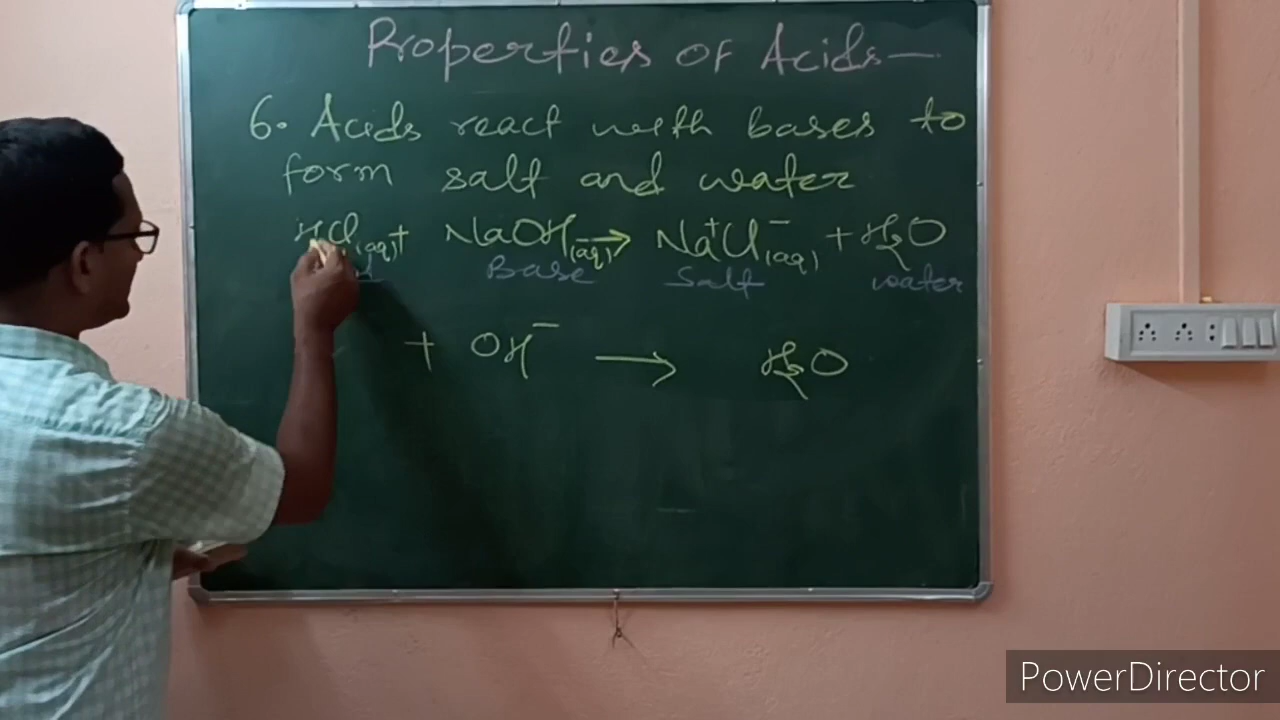 Properties of Acids—
6. Acids react with bases to
form salt and water
HCl(aq) + NaOH(aq) → Na⁺Cl⁻(aq) + H₂O
Base Salt water
+ OH⁻ → H₂O
PowerDirector